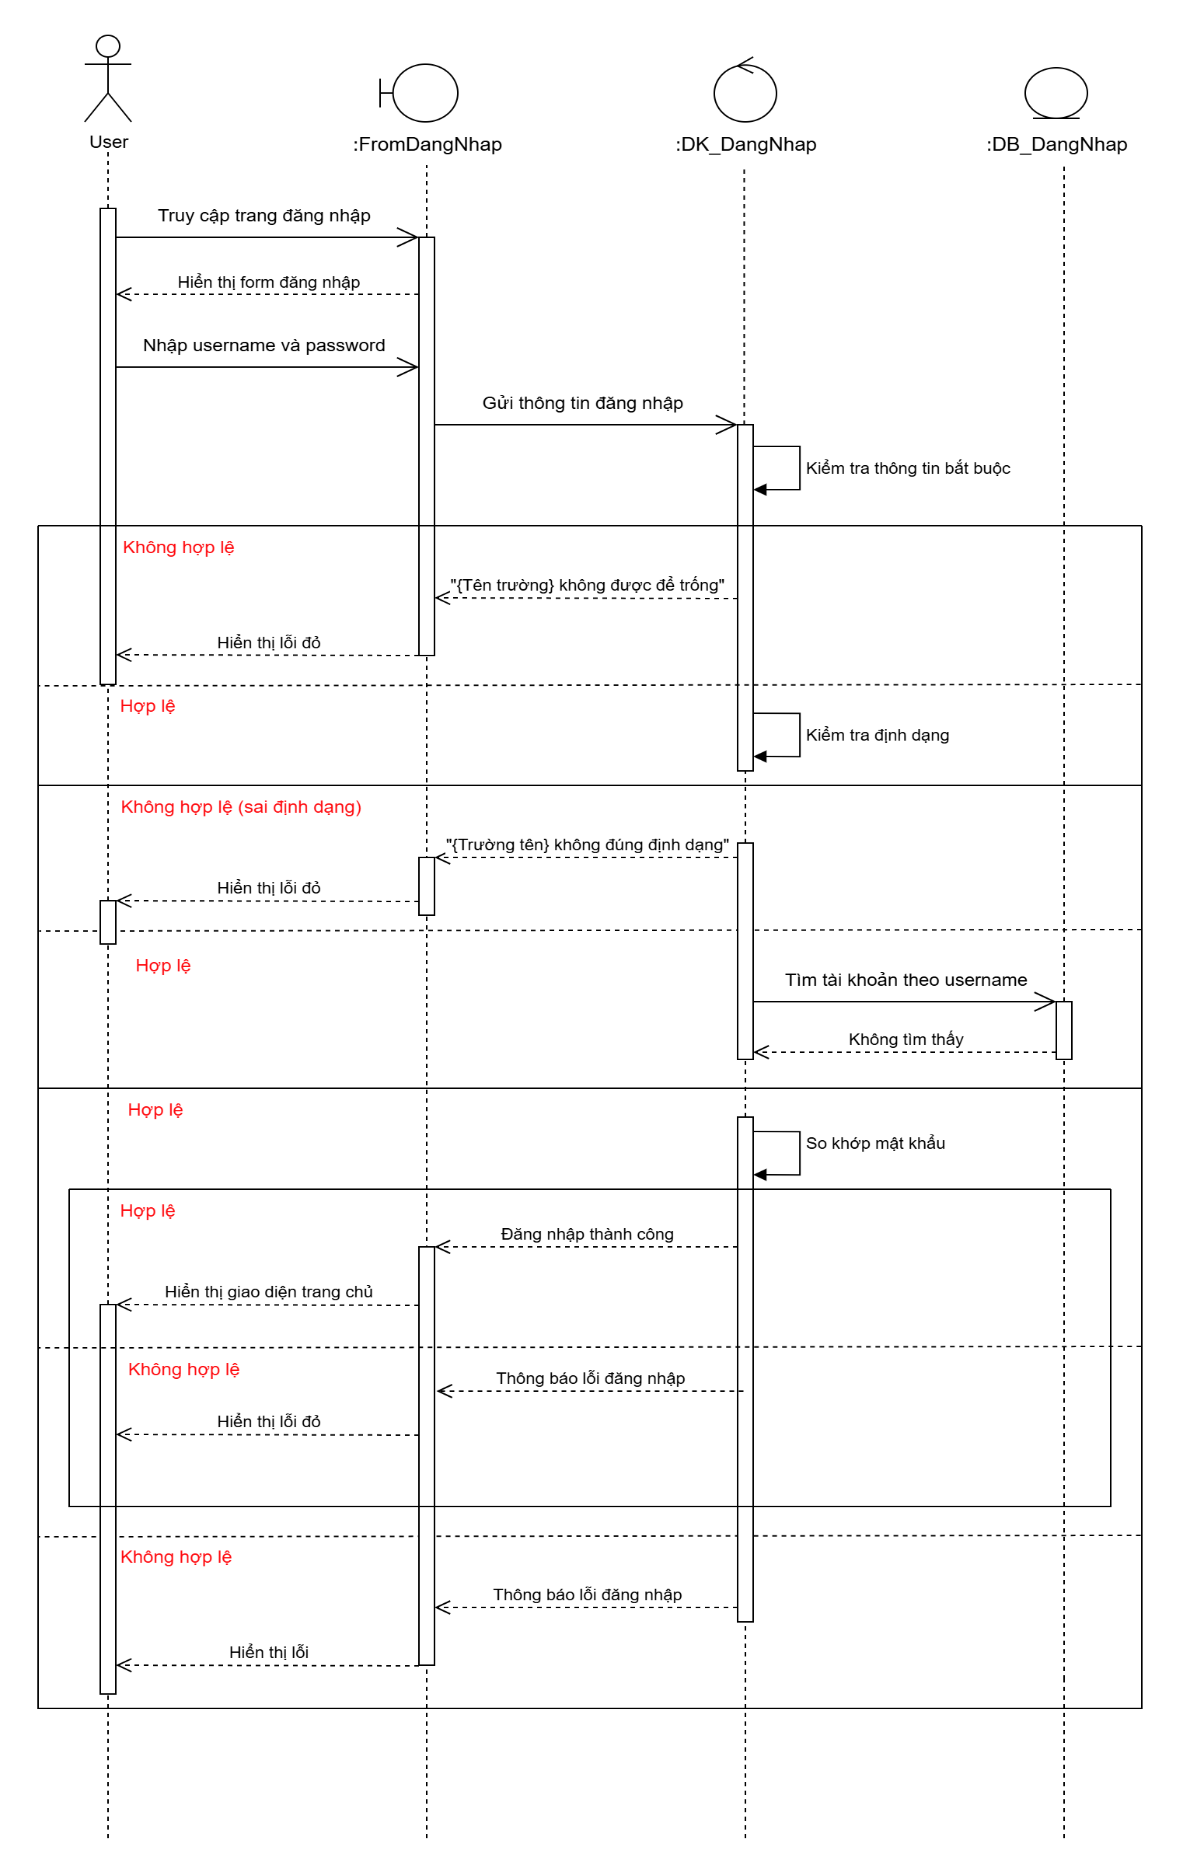 User
:FromDangNhap
:DK_DangNhap
:DB_DangNhap
Truy cập trang đăng nhập
Hiển thị form đăng nhập
Nhập username và password
Gửi thông tin đăng nhập
Kiểm tra thông tin bắt buộc
Không hợp lệ
"{Tên trường} không được để trống"
Hiển thị lỗi đỏ
Hợp lệ
Kiểm tra định dạng
Không hợp lệ (sai định dạng)
"{Trường tên} không đúng định dạng"
Hiển thị lỗi đỏ
Hợp lệ
Tìm tài khoản theo username
Không tìm thấy
Hợp lệ
So khớp mật khẩu
Hợp lệ
Đăng nhập thành công
Hiển thị giao diện trang chủ
Không hợp lệ
Thông báo lỗi đăng nhập
Hiển thị lỗi đỏ
Không hợp lệ
Thông báo lỗi đăng nhập
Hiển thị lỗi